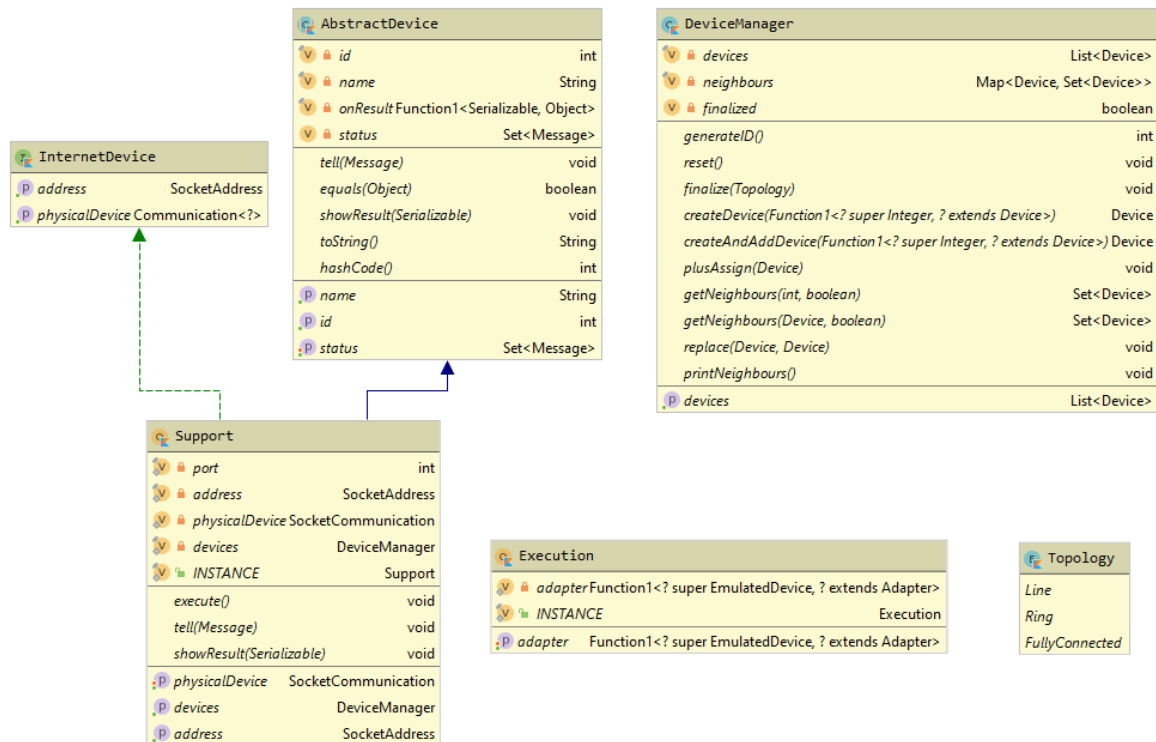 AbstractDevice
id int
name String
onResult Function1<Serializable, Object>
status Set<Message>
tell(Message) void
equals(Object) boolean
showResult(Serializable) void
toString() String
hashCode() int
name String
id int
status Set<Message>
DeviceManager
devices List<Device>
neighbours Map<Device, Set<Device>>
finalized boolean
generateID() int
reset() void
finalize(Topology) void
createDevice(Function1<? super Integer, ? extends Device>) Device
createAndAddDevice(Function1<? super Integer, ? extends Device>) Device
plusAssign(Device) void
getNeighbours(int, boolean) Set<Device>
getNeighbours(Device, boolean) Set<Device>
replace(Device, Device) void
printNeighbours() void
devices List<Device>
InternetDevice
address SocketAddress
physicalDevice Communication<?>
Support
port int
address SocketAddress
physicalDevice SocketCommunication
devices DeviceManager
INSTANCE Support
execute() void
tell(Message) void
showResult(Serializable) void
physicalDevice SocketCommunication
devices DeviceManager
address SocketAddress
Execution
adapter Function1<? super EmulatedDevice, ? extends Adapter>
INSTANCE Execution
adapter Function1<? super EmulatedDevice, ? extends Adapter>
Topology
Line
Ring
FullyConnected